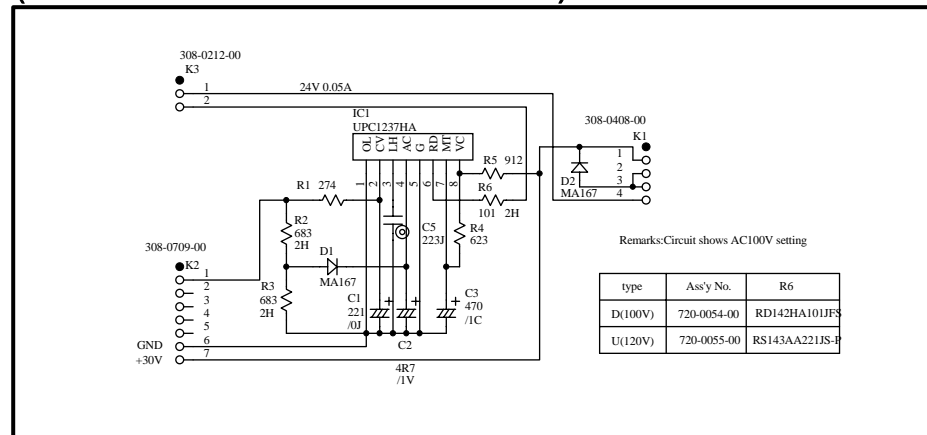 308-0212-00
K3
1
2
24V 0.05A
IC1
UPC1237HA
OL
CV
LH
AC
G
RD
MT
VC
1
2
3
4
5
6
7
8
308-0408-00
K1
1
2
3
4
D2
MA167
R5 912
R6
101 2H
R1 274
R2
683
2H
C5
223J
R4
623
308-0709-00
K2
1
2
3
4
5
6
7
GND
+30V
D1
MA167
R3
683
2H
C1
221
/0J
C2
4R7
/1V
C3
470
/1C
Remarks:Circuit shows AC100V setting
type Ass'y No. R6
D(100V) 720-0054-00 RD142HA101JFS
U(120V) 720-0055-00 RS143AA221JS-P